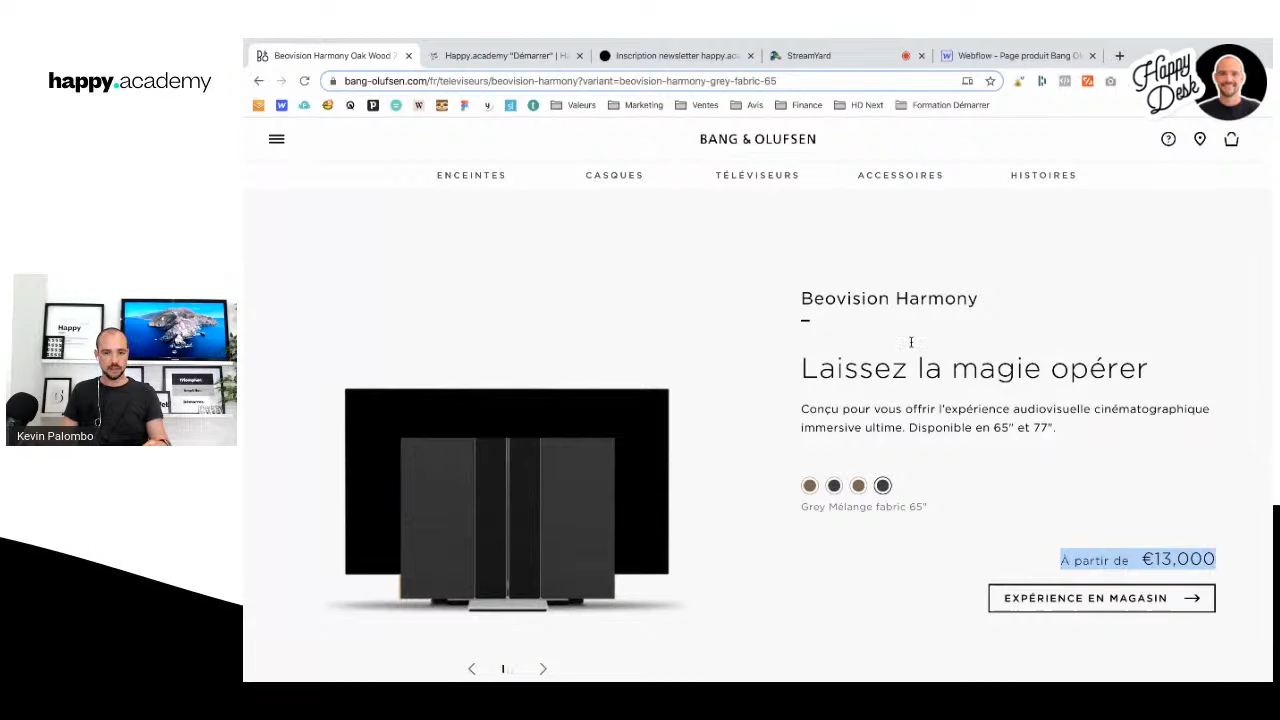 happy.academy
Beovision Harmony Oak Wood 7
Happy.academy "Démarrer" | H
Inscription newsletter happy.aca
StreamYard
Webflow - Page produit Bang Ol
bang-olufsen.com/fr/televiseurs/beovision-harmony?variant=beovision-harmony-grey-fabric-65
Valeurs
Marketing
Ventes
Avis
Finance
HD Next
Formation Démarrer
Happy
Desk
BANG & OLUFSEN
ENCEINTES
CASQUES
TÉLÉVISEURS
ACCESSOIRES
HISTOIRES
Beovision Harmony
Laissez la magie opérer
Conçu pour vous offrir l'expérience audiovisuelle cinématographique
immersive ultime. Disponible en 65" et 77".
Grey Mélange fabric 65"
À partir de €13,000
EXPÉRIENCE EN MAGASIN
Happy
Kevin Palombo